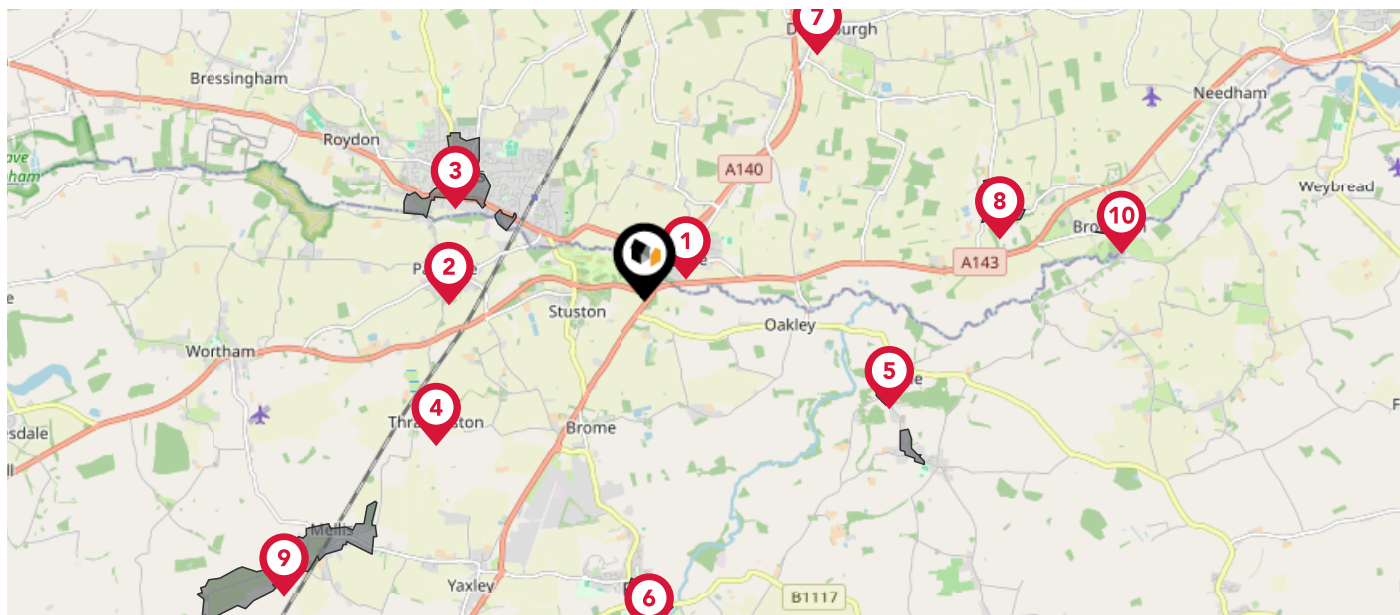 7
Bressingham
Needham
Roydon
A140
3
Weybread
8
10
1
2
A143
Stuston
Oakley
Wortham
5
4
Brome
Mellis
9
Yaxley
6
B1117